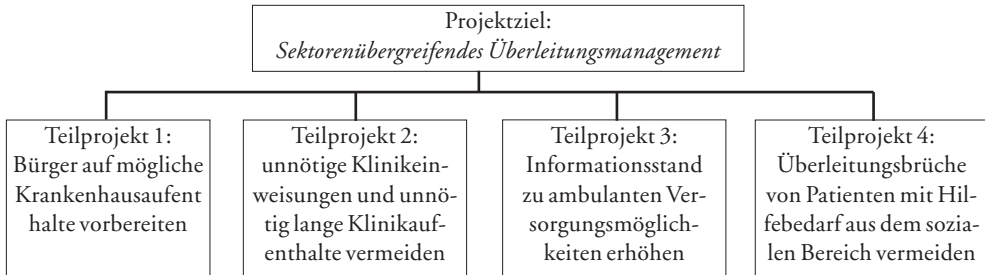 Projektziel:
Sektorenübergreifendes Überleitungsmanagement
Teilprojekt 1:
Bürger auf mögliche
Krankenhausaufent
halte vorbereiten
Teilprojekt 2:
unnötige Klinikein-
weisungen und unnö-
tig lange Klinikauf-
enthalte vermeiden
Teilprojekt 3:
Informationsstand
zu ambulanten Ver-
sorgungsmöglich-
keiten erhöhen
Teilprojekt 4:
Überleitungsbrüche
von Patienten mit Hil-
febedarf aus dem sozia-
len Bereich vermeiden